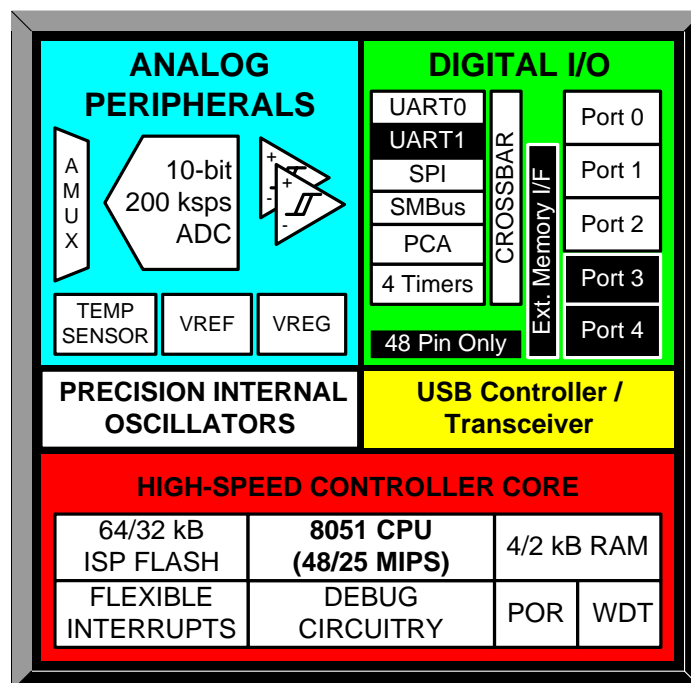 ANALOG
PERIPHERALS
A
M
U
X
10-bit
200 ksps
ADC
+
-
+
-
TEMP
SENSOR
VREF
VREG
DIGITAL I/O
UART0
UART1
SPI
SMBus
PCA
4 Timers
CROSSBAR
Ext. Memory I/F
Port 0
Port 1
Port 2
Port 3
Port 4
48 Pin Only
PRECISION INTERNAL
OSCILLATORS
USB Controller /
Transceiver
HIGH-SPEED CONTROLLER CORE
64/32 kB
ISP FLASH
8051 CPU
(48/25 MIPS)
4/2 kB RAM
FLEXIBLE
INTERRUPTS
DEBUG
CIRCUITRY
POR
WDT